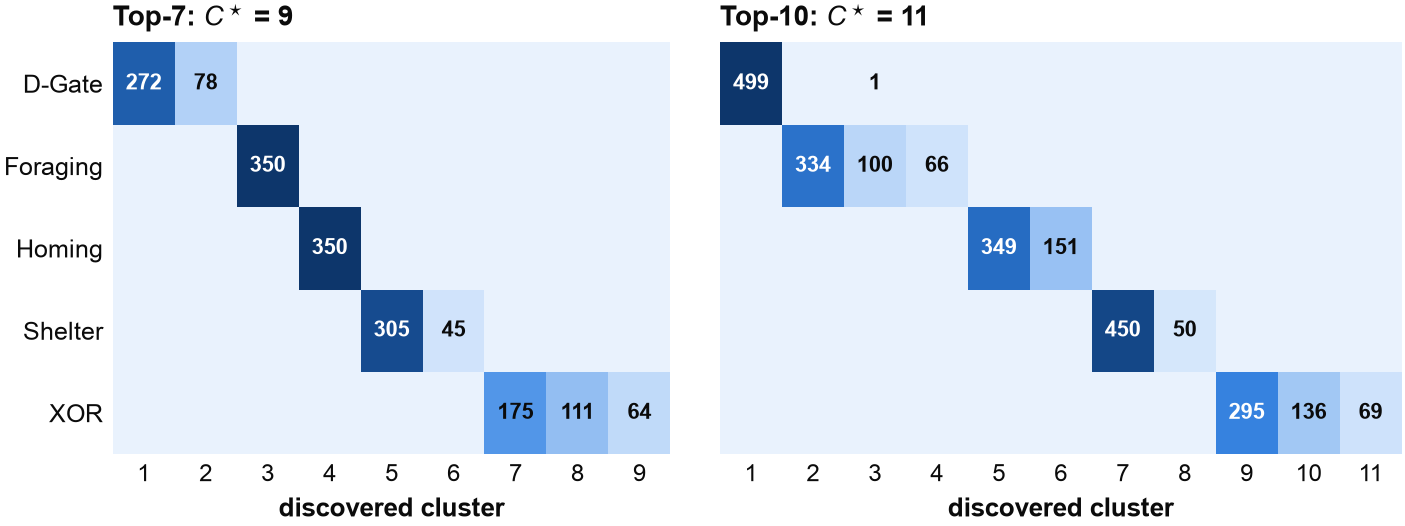 Top-7: C⋆ = 9
Top-10: C⋆ = 11
D-Gate 272 78 499 1
Foraging 350 334 100 66
Homing 350 349 151
Shelter 305 45 450 50
XOR 175 111 64 295 136 69
1 2 3 4 5 6 7 8 9
1 2 3 4 5 6 7 8 9 10 11
discovered cluster
discovered cluster